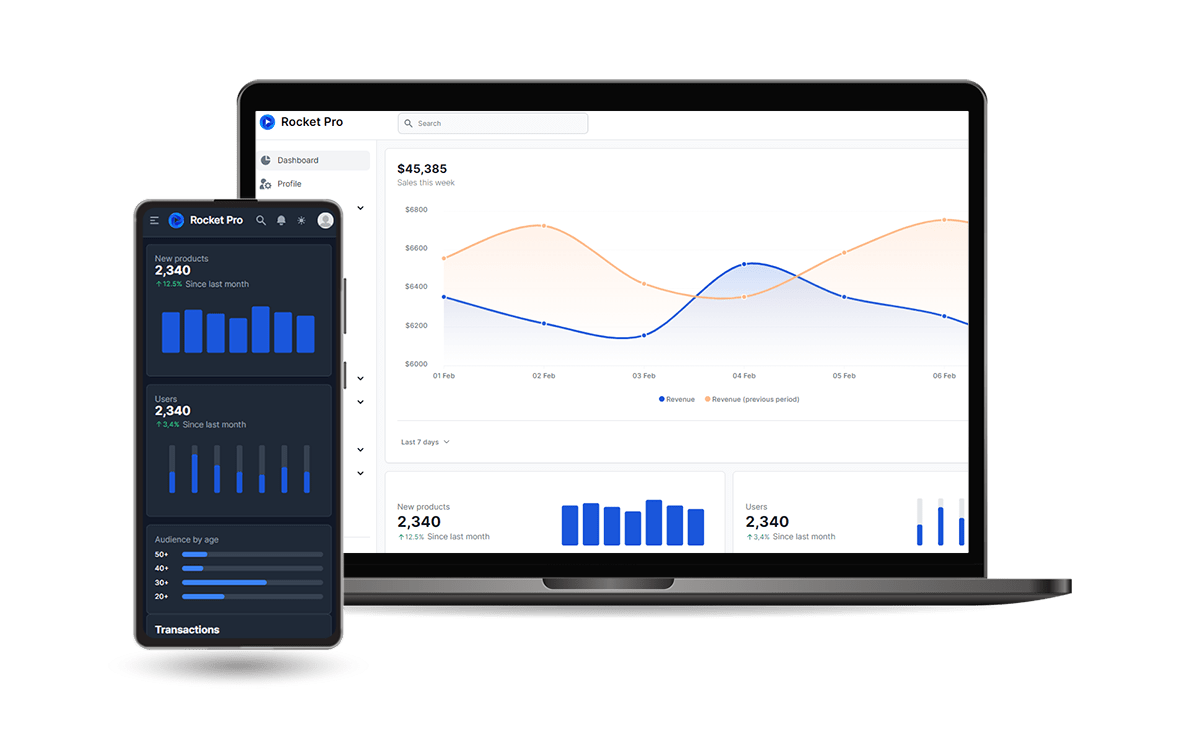 Rocket Pro
Search
Dashboard
Profile
$45,385
Sales this week
$6800
$6600
$6400
$6200
$6000
01 Feb
02 Feb
03 Feb
04 Feb
05 Feb
06 Feb
Revenue
Revenue (previous period)
Last 7 days
New products
2,340
12.5% Since last month
Users
2,340
3,4% Since last month
Rocket Pro
New products
2,340
12.5% Since last month
Users
2,340
3,4% Since last month
Audience by age
50+
40+
30+
20+
Transactions